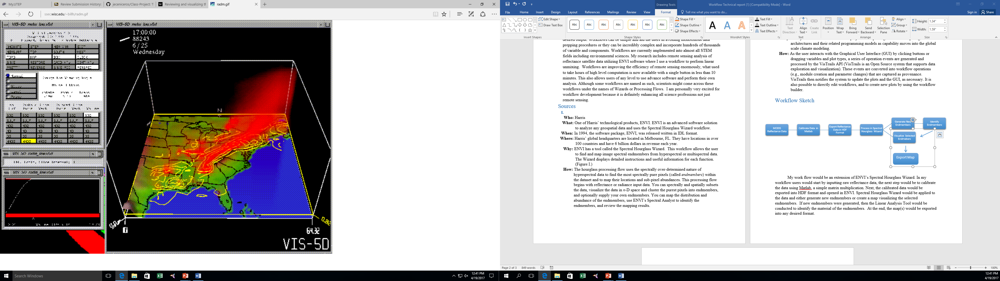 My.UTEP
Review Submission History:
jeceniceros/Class-Project: Ti
Reviewing and visualizing th
radm.gif
ssec.wisc.edu/~billh/radm.gif
VIS-5D radm_low.v5d
VIS-5D radm_low.v5d
17:00:00
88243
6/25
Wednesday
TOPO MAP BOX CLOCK
SAVE RESTORE
Normal
N
64.32
0.82
VIS-5D
VIS-5D radm_low.v5d
VIS-5D radm_low.v5d
Search Windows
12:41 PM
4/19/2017
Drawing Tools
Workflow Technical report (1) [Compatibility Mode] - Word
File Home Insert Design Layout References Mailings Review View Format Tell me what you want to do...
Sign in Share
Edit Shape
Draw Text Box
Insert Shapes
Abc Abc Abc Abc Abc Abc Abc
Shape Fill
Shape Outline
Shape Effects
Shape Styles
A A A
Text Fill
Text Outline
Text Effects
WordArt Styles
Text Direction
Align Text
Create Link
Text
Position
Wrap Text
Bring Forward
Send Backward
Selection Pane
Align
Group
Rotate
Arrange
Height: 1.34"
Width: 1.59"
Size
desired output. Workflows can be simple and aid the users in avoiding monotonous data
prepping procedures or they can be incredibly complex and incorporate hundreds of thousands
of variable and components. Workflows are currently implemented into almost all STEM
fields including environmental sciences. My research includes remote sensing analysis of
reflectance satellite data utilizing ENVI software where I use a workflow to perform linear
unmixing. Workflows are improving the efficiency of remote sensing enormously, what used
to take hours of high level computation is now available with a single button in less than 10
minutes. This also allows users of any level to use advance software and perform their own
analysis. Although some workflows are named as such, scientists might come across these
workflows under the names of Wizards or Processing Flows. I am personally very excited for
workflow development because it is definitely enhancing all science professions not just
remote sensing.
Sources
I.
Who: Harris
What: One of Harris' technological products, ENVI. ENVI is an advanced software solution
to analyze any geospatial data and uses the Spectral Hourglass Wizard workflow.
When: In 1994, the software package, ENVI, was released written in IDL format.
Where: Harris' global headquarters are located in Melbourne, FL. They have locations in over
100 countries and have 6 billion dollars in revenue each year.
Why: ENVI has a tool called the Spectral Hourglass Wizard. This workflow allows the user
to find and map image spectral endmembers from hyperspectral or multispectral data.
The Wizard displays detailed instructions and useful information for each function.
(Figure I.)
How: The hourglass processing flow uses the spectrally over-determined nature of
hyperspectral data to find the most spectrally pure pixels (called endmembers) within
the dataset and to map their locations and sub-pixel abundances. This processing flow
begins with reflectance or radiance input data. You can spectrally and spatially subsets
the data, visualize the data in n-D space and cluster the purest pixels into endmembers,
and optionally supply your own endmembers. You can map the distribution and
abundance of the endmembers, use ENVI's Spectral Analyst to identify the
endmembers, and review the mapping results.
architectures and their related programming models as capability moves into the global
scale climate modeling.
How: As the user interacts with the Graphical User Interface (GUI) by clicking buttons or
dragging variables and plot types, a series of operation events are generated and
processed by the VisTrails API (VisTrails is an Open Source system that supports data
exploration and visualization). These events are converted into workflow operations
(e.g., module creation and parameter changes) that are captured as provenance.
VisTrails then notifies the system to update the plots and the GUI, as necessary. It is
also possible to directly edit workflows, and to create new plots by using the workflow
builder.
Workflow Sketch
MODIS
Relfectance Data
Calibrate Data in
Matlab
Export Reflectance
Data in HDF
Format
Process in Spectral
Hourglass Wizard
Generate New
Endmembers
Identify
Endmembers
Visualize Selected
Endmebers
Export Map
My work flow would be an extension of ENVI's Spectral Hourglass Wizard. In my
workflow users would start by inputting raw reflectance data, the next step would be to calibrate
the data using Matlab, a simple matrix multiplication. Next, the calibrated data would be
exported into HDF format and opened in ENVI. Spectral Hourglass Wizard would be applied to
the data and either generate new endmembers or create a map visualizing the selected
endmembers. If new endmembers were generated, then the Linear Analysis Tool would be
conducted to identify the material of the endmembers. At the end, the map(s) would be exported
into any desired format.
Page 2 of 3 849 words
100%
12:41 PM
4/19/2017